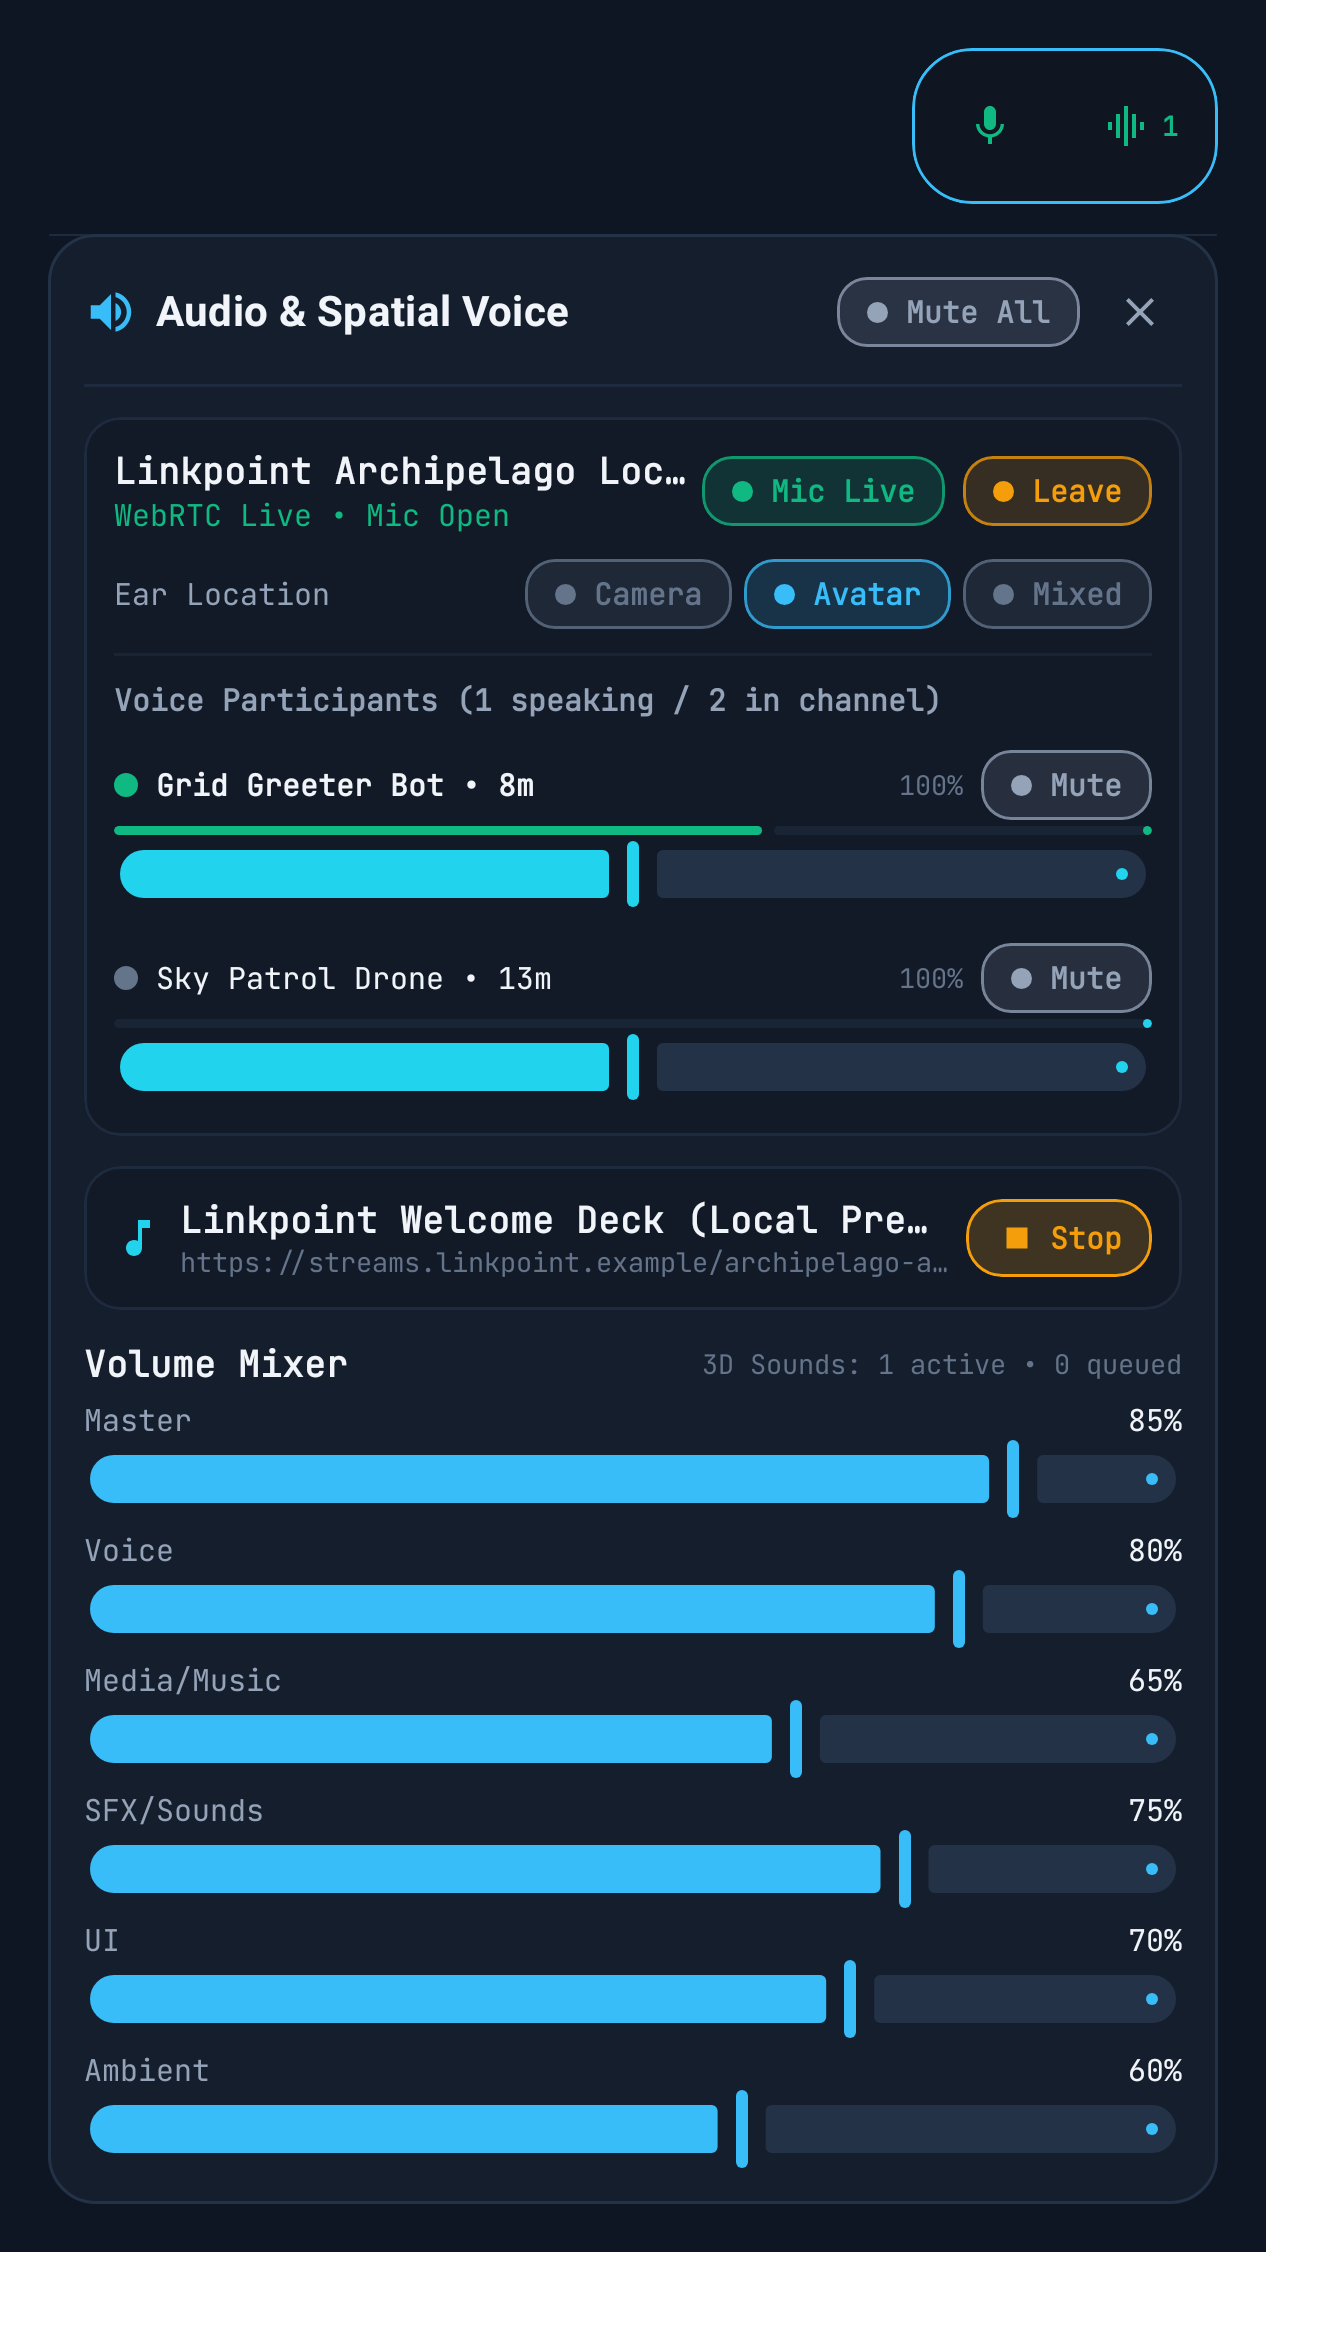 1
Audio & Spatial Voice
Mute All
Linkpoint Archipelago Loc…
Mic Live
Leave
WebRTC Live • Mic Open
Ear Location
Camera
Avatar
Mixed
Voice Participants (1 speaking / 2 in channel)
Grid Greeter Bot • 8m
100%
Mute
Sky Patrol Drone • 13m
100%
Mute
Linkpoint Welcome Deck (Local Pre…
https://streams.linkpoint.example/archipelago-a…
Stop
Volume Mixer
3D Sounds: 1 active • 0 queued
Master
85%
Voice
80%
Media/Music
65%
SFX/Sounds
75%
UI
70%
Ambient
60%